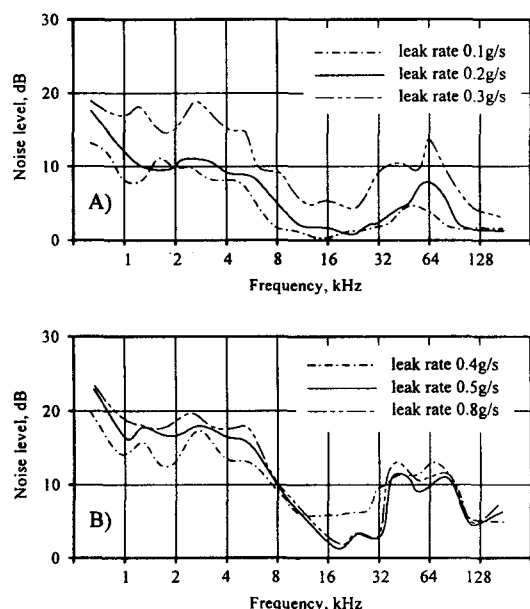 30
leak rate 0.1g/s
leak rate 0.2g/s
20
leak rate 0.3g/s
Noise level, dB
10
A)
0
1 2 4 8 16 32 64 128
Frequency, kHz
30
leak rate 0.4g/s
leak rate 0.5g/s
leak rate 0.8g/s
20
Noise level, dB
10
B)
0
1 2 4 8 16 32 64 128
Frequency, kHz